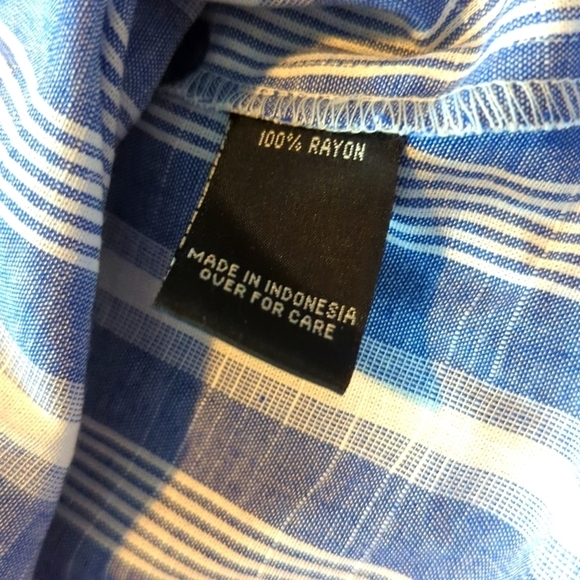 100% RAYON
MADE IN INDONESIA
OVER FOR CARE